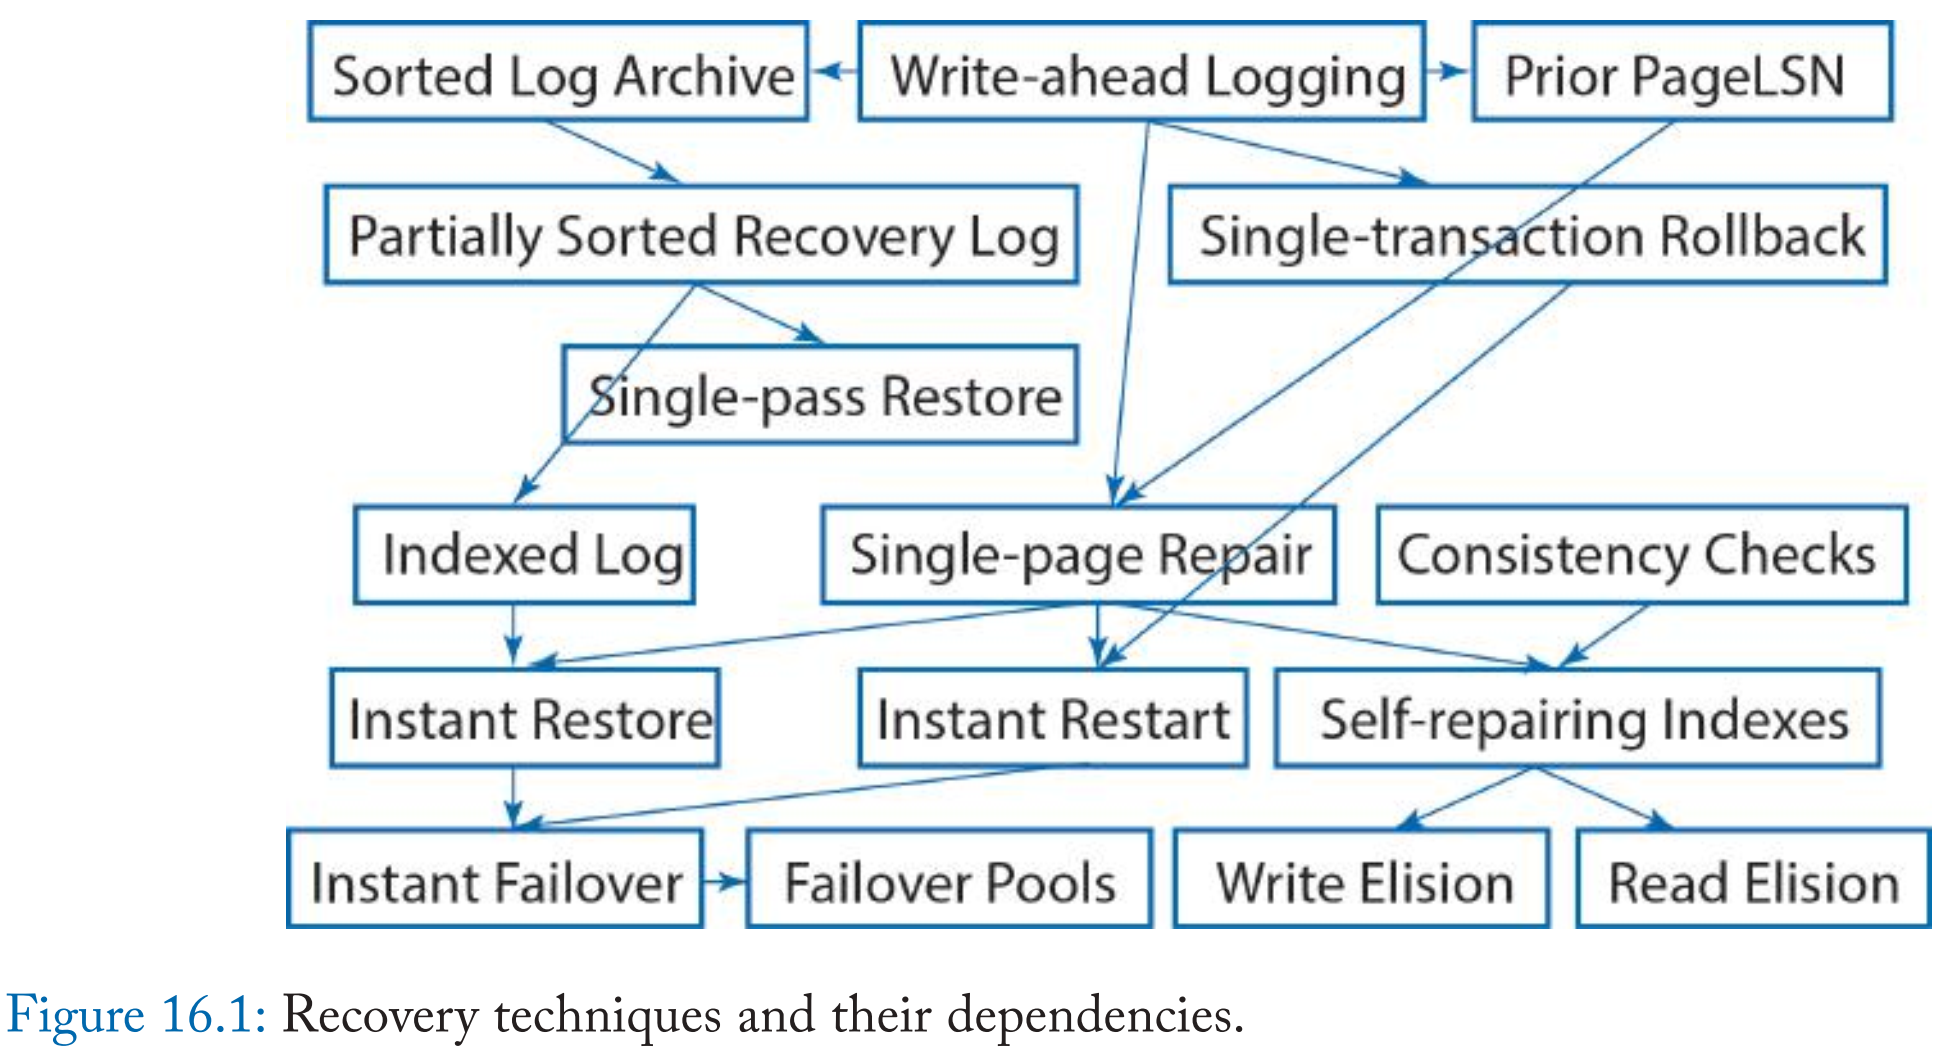 Sorted Log Archive
Write-ahead Logging
Prior PageLSN
Partially Sorted Recovery Log
Single-transaction Rollback
Single-pass Restore
Indexed Log
Single-page Repair
Consistency Checks
Instant Restore
Instant Restart
Self-repairing Indexes
Instant Failover
Failover Pools
Write Elision
Read Elision
Figure 16.1: Recovery techniques and their dependencies.